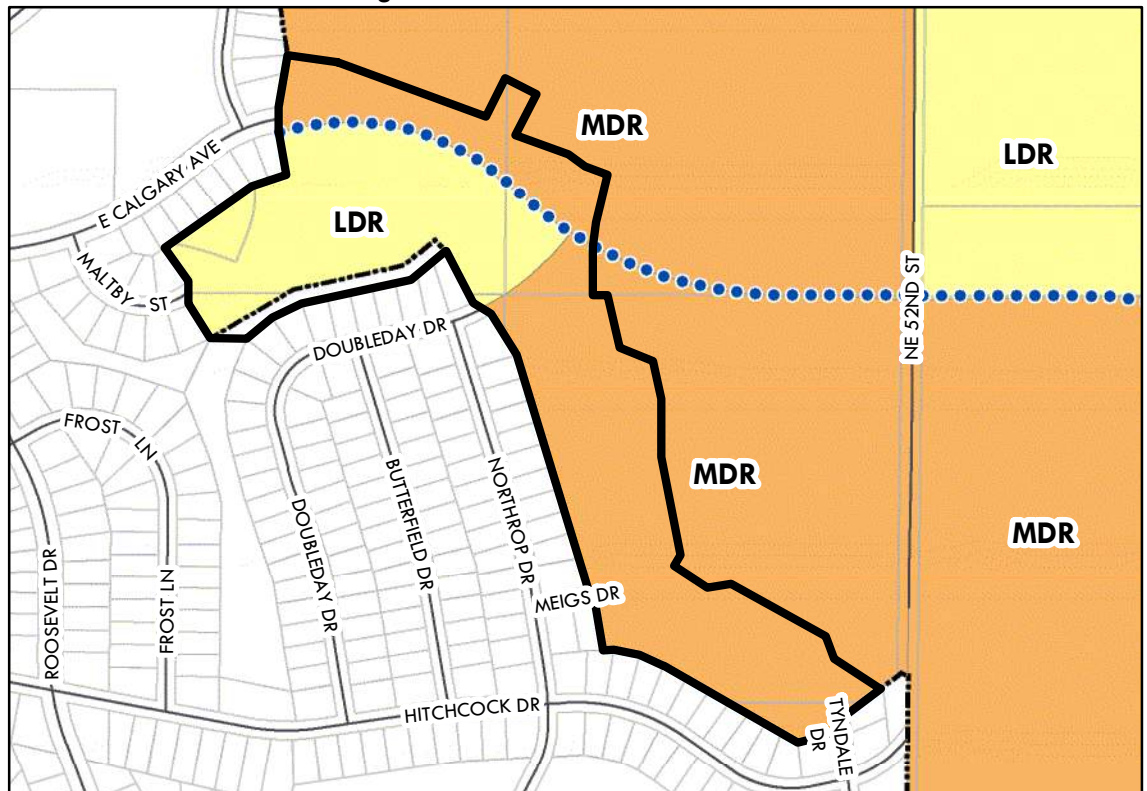 MDR
LDR
E CALGARY AVE
LDR
MALTBY ST
NE 52ND ST
DOUBLEDAY DR
FROST LN
MDR
NORTHROP DR
BUTTERFIELD DR
DOUBLEDAY DR
MDR
ROOSEVELT DR
FROST LN
MEIGS DR
HITCHCOCK DR
TYNDALE
DR